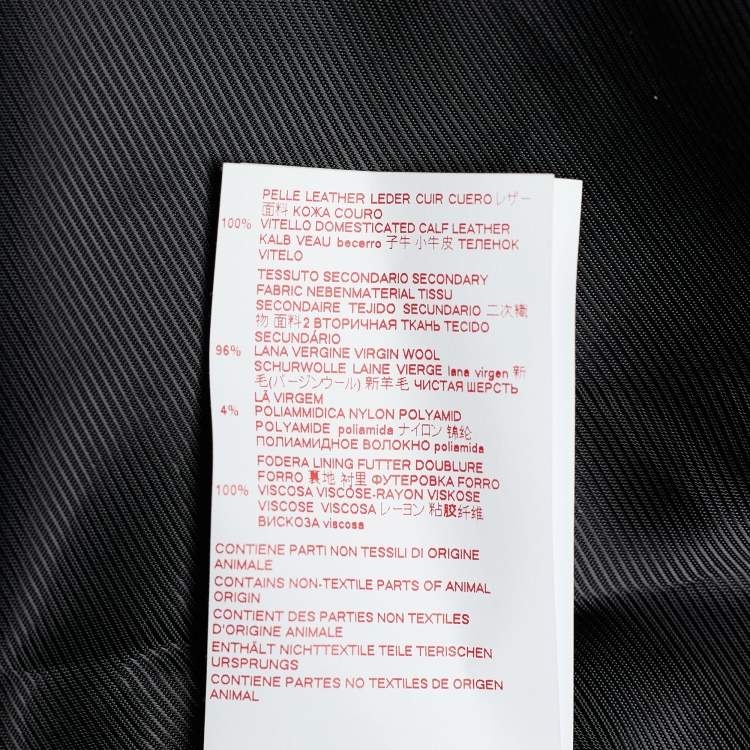 PELLE LEATHER LEDER CUIR CUERO レザー
面料 КОЖА COURO
100% VITELLO DOMESTICATED CALF LEATHER
KALB VEAU becerro 子牛 小牛皮 ТЕЛЕНОК
VITELO
TESSUTO SECONDARIO SECONDARY
FABRIC NEBENMATERIAL TISSU
SECONDAIRE TEJIDO SECUNDARIO 二次織
物 面料2 ВТОРИЧНАЯ ТКАНЬ TECIDO
SECUNDÁRIO
96% LANA VERGINE VIRGIN WOOL
SCHURWOLLE LAINE VIERGE lana virgen 新
毛(バージンウール) 新羊毛 ЧИСТАЯ ШЕРСТЬ
LÃ VIRGEM
4% POLIAMMIDICA NYLON POLYAMID
POLYAMIDE poliamida ナイロン 锦纶
ПОЛИАМИДНОЕ ВОЛОКНО poliamida
FODERA LINING FUTTER DOUBLURE
FORRO 裏地 衬里 ФУТЕРОВКА FORRO
100% VISCOSA VISCOSE-RAYON VISKOSE
VISCOSE VISCOSA レーヨン 粘胶纤维
ВИСКОЗА viscosa
CONTIENE PARTI NON TESSILI DI ORIGINE
ANIMALE
CONTAINS NON-TEXTILE PARTS OF ANIMAL
ORIGIN
CONTIENT DES PARTIES NON TEXTILES
D'ORIGINE ANIMALE
ENTHÄLT NICHTTEXTILE TEILE TIERISCHEN
URSPRUNGS
CONTIENE PARTES NO TEXTILES DE ORIGEN
ANIMAL